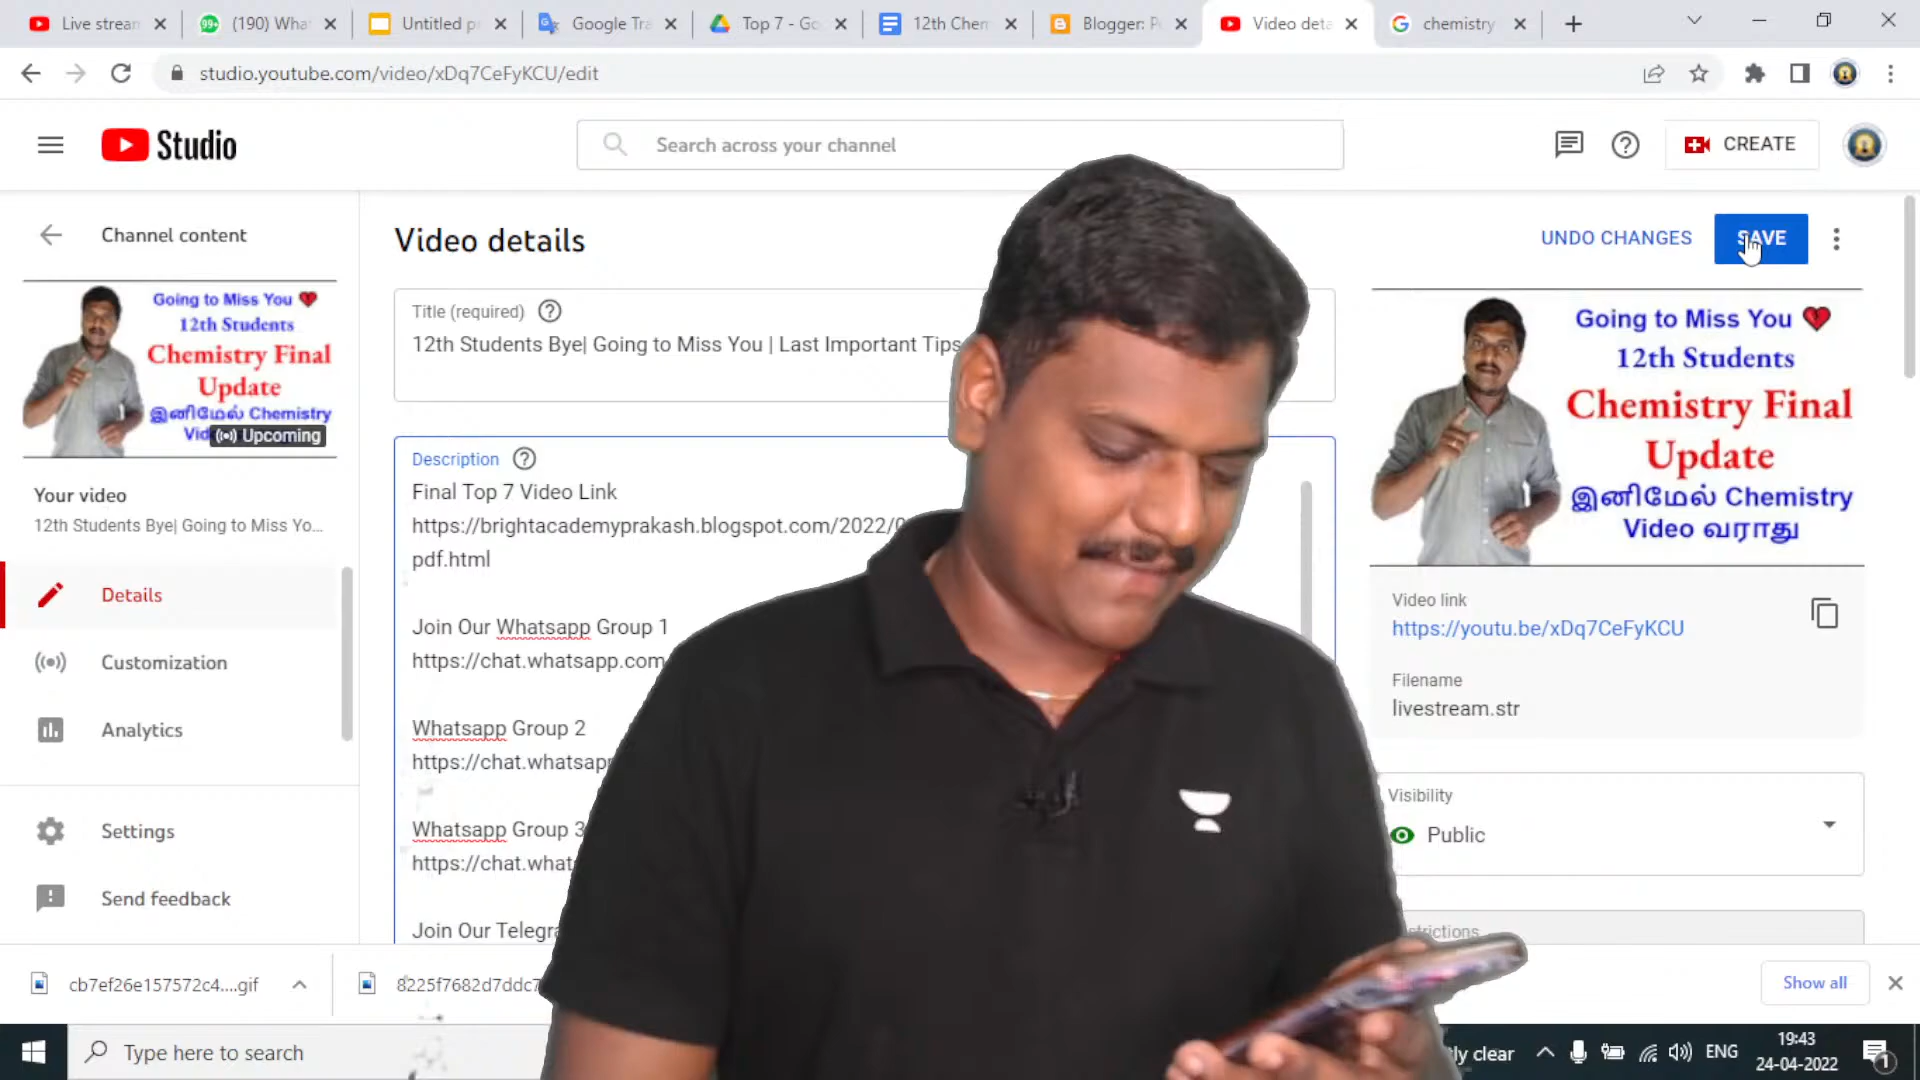 Live stream
(190) What
Untitled p
Google Tra
Top 7 - Go
12th Chem
Blogger: P
Video deta
chemistry
studio.youtube.com/video/xDq7CeFyKCU/edit
Studio
Search across your channel
CREATE
Channel content
Video details
UNDO CHANGES
SAVE
Going to Miss You
12th Students
Chemistry Final
Update
இனிமேல் Chemistry
Upcoming
Your video
12th Students Bye| Going to Miss Yo...
Details
Customization
Analytics
Settings
Send feedback
Title (required)
12th Students Bye| Going to Miss You | Last Important Tips
Description
Final Top 7 Video Link
https://brightacademyprakash.blogspot.com/2022/0
pdf.html
Join Our Whatsapp Group 1
https://chat.whatsapp.com
Whatsapp Group 2
https://chat.whatsapp
Whatsapp Group 3
https://chat.what
Join Our Telegra
Going to Miss You
12th Students
Chemistry Final
Update
இனிமேல் Chemistry
Video வராது
Video link
https://youtu.be/xDq7CeFyKCU
Filename
livestream.str
Visibility
Public
strictions
cb7ef26e157572c4....gif
8225f7682d7ddc7
Show all
Type here to search
tly clear
ENG
19:43
24-04-2022
1